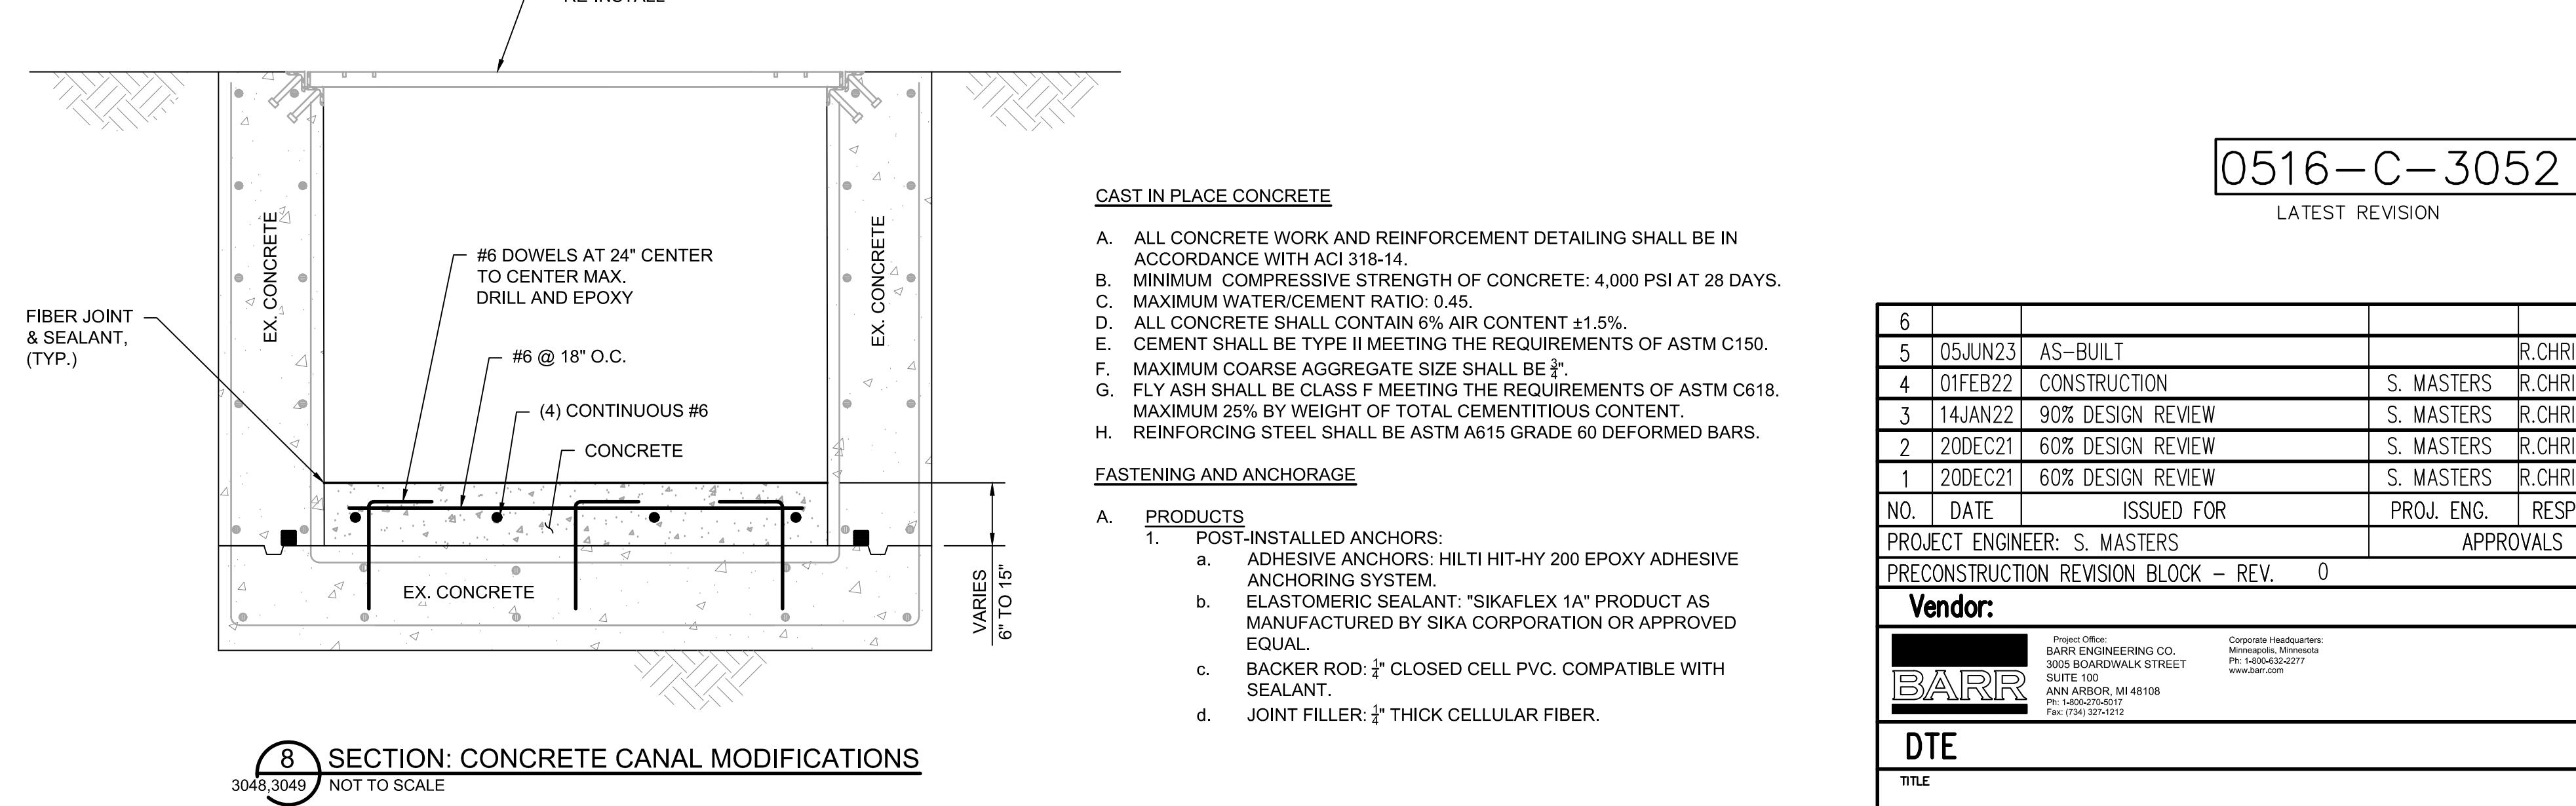 #6 DOWELS AT 24" CENTER
TO CENTER MAX.
DRILL AND EPOXY
EX. CONCRETE
EX. CONCRETE
FIBER JOINT
& SEALANT,
(TYP.)
#6 @ 18" O.C.
(4) CONTINUOUS #6
CONCRETE
EX. CONCRETE
VARIES
6" TO 15"
8
SECTION: CONCRETE CANAL MODIFICATIONS
3048,3049
NOT TO SCALE
CAST IN PLACE CONCRETE
A. ALL CONCRETE WORK AND REINFORCEMENT DETAILING SHALL BE IN
ACCORDANCE WITH ACI 318-14.
B. MINIMUM COMPRESSIVE STRENGTH OF CONCRETE: 4,000 PSI AT 28 DAYS.
C. MAXIMUM WATER/CEMENT RATIO: 0.45.
D. ALL CONCRETE SHALL CONTAIN 6% AIR CONTENT ±1.5%.
E. CEMENT SHALL BE TYPE II MEETING THE REQUIREMENTS OF ASTM C150.
F. MAXIMUM COARSE AGGREGATE SIZE SHALL BE 3/4".
G. FLY ASH SHALL BE CLASS F MEETING THE REQUIREMENTS OF ASTM C618.
MAXIMUM 25% BY WEIGHT OF TOTAL CEMENTITIOUS CONTENT.
H. REINFORCING STEEL SHALL BE ASTM A615 GRADE 60 DEFORMED BARS.
FASTENING AND ANCHORAGE
A. PRODUCTS
1. POST-INSTALLED ANCHORS:
a. ADHESIVE ANCHORS: HILTI HIT-HY 200 EPOXY ADHESIVE
ANCHORING SYSTEM.
b. ELASTOMERIC SEALANT: "SIKAFLEX 1A" PRODUCT AS
MANUFACTURED BY SIKA CORPORATION OR APPROVED
EQUAL.
c. BACKER ROD: 1/4" CLOSED CELL PVC. COMPATIBLE WITH
SEALANT.
d. JOINT FILLER: 1/4" THICK CELLULAR FIBER.
0516-C-3052
LATEST REVISION
6
5 05JUN23 AS-BUILT R.CHRI
4 01FEB22 CONSTRUCTION S. MASTERS R.CHRI
3 14JAN22 90% DESIGN REVIEW S. MASTERS R.CHRI
2 20DEC21 60% DESIGN REVIEW S. MASTERS R.CHRI
1 20DEC21 60% DESIGN REVIEW S. MASTERS R.CHRI
NO. DATE ISSUED FOR PROJ. ENG. RESP
PROJECT ENGINEER: S. MASTERS APPROVALS
PRECONSTRUCTION REVISION BLOCK - REV. 0
Vendor:
BARR
Project Office:
BARR ENGINEERING CO.
3005 BOARDWALK STREET
SUITE 100
ANN ARBOR, MI 48108
Ph: 1-800-270-5017
Fax: (734) 327-1212
Corporate Headquarters:
Minneapolis, Minnesota
Ph: 1-800-632-2277
www.barr.com
DTE
TITLE